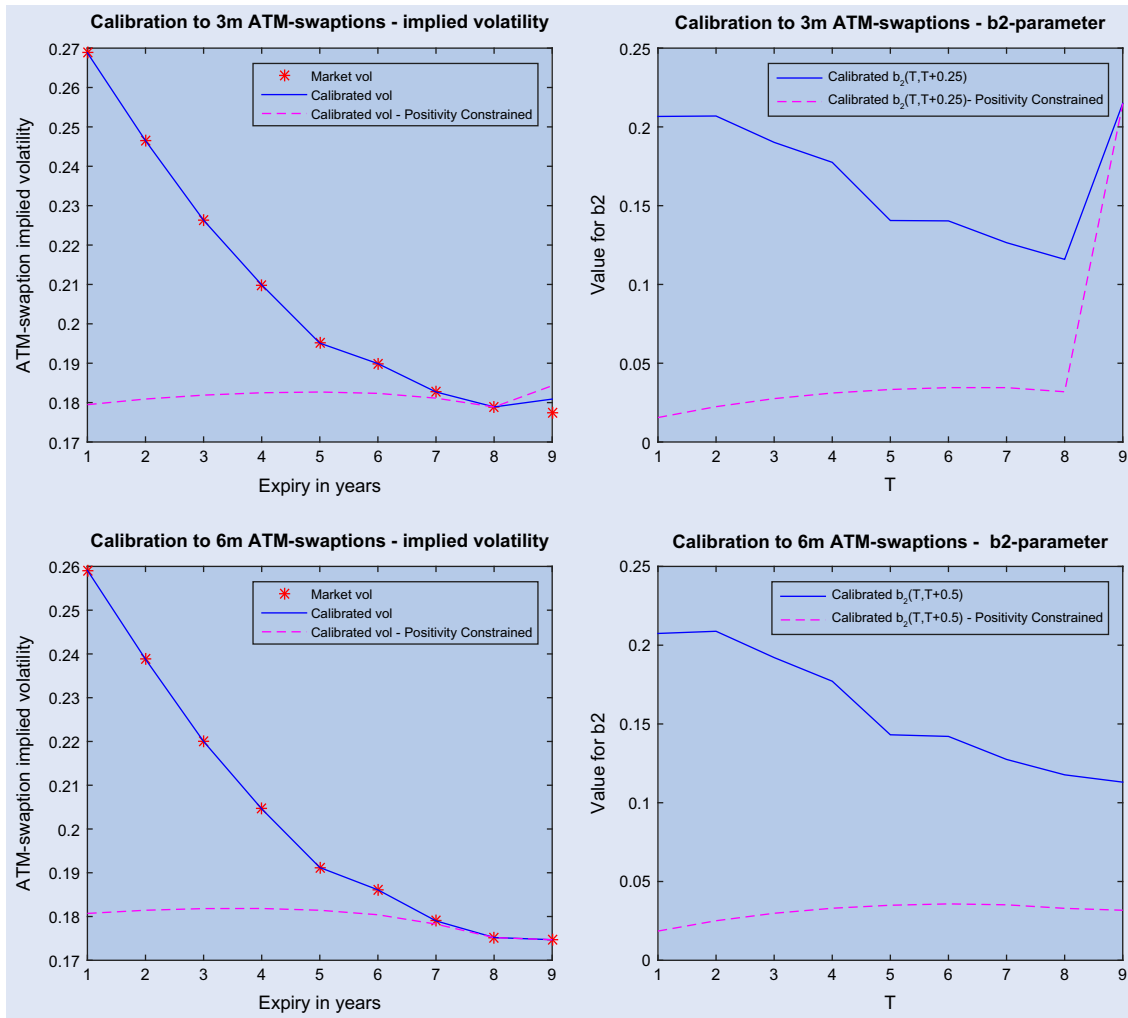 Calibration to 3m ATM-swaptions - implied volatility
ATM-swaption implied volatility
0.27
0.26
0.25
0.24
0.23
0.22
0.21
0.2
0.19
0.18
0.17
Market vol
Calibrated vol
Calibrated vol - Positivity Constrained
1 2 3 4 5 6 7 8 9
Expiry in years
Calibration to 3m ATM-swaptions - b2-parameter
Value for b2
0.25
0.2
0.15
0.1
0.05
0
Calibrated b₂(T,T+0.25)
Calibrated b₂(T,T+0.25)- Positivity Constrained
1 2 3 4 5 6 7 8 9
T
Calibration to 6m ATM-swaptions - implied volatility
ATM-swaption implied volatility
0.26
0.25
0.24
0.23
0.22
0.21
0.2
0.19
0.18
0.17
Market vol
Calibrated vol
Calibrated vol - Positivity Constrained
1 2 3 4 5 6 7 8 9
Expiry in years
Calibration to 6m ATM-swaptions -  b2-parameter
Value for b2
0.25
0.2
0.15
0.1
0.05
0
Calibrated b₂(T,T+0.5)
Calibrated b₂(T,T+0.5) - Positivity Constrained
1 2 3 4 5 6 7 8 9
T